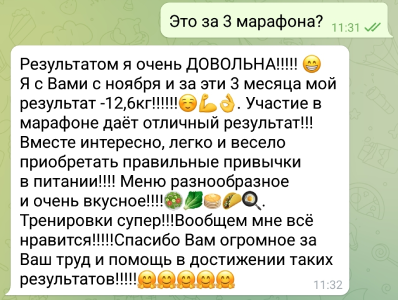 Это за 3 марафона? 11:31
Результатом я очень ДОВОЛЬНА!!!!! 😁
Я с Вами с ноября и за эти 3 месяца мой
результат -12,6кг!!!!!!☺️💪👌. Участие в
марафоне даёт отличный результат!!!
Вместе интересно, легко и весело
приобретать правильные привычки
в питании!!!! Меню разнообразное
и очень вкусное!!!!🥗🥬🍔🌮🍳.
Тренировки супер!!!Вообщем мне всё
нравится!!!!!Спасибо Вам огромное за
Ваш труд и помощь в достижении таких
результатов!!!!!🤗🤗🤗🤗🤗 11:32